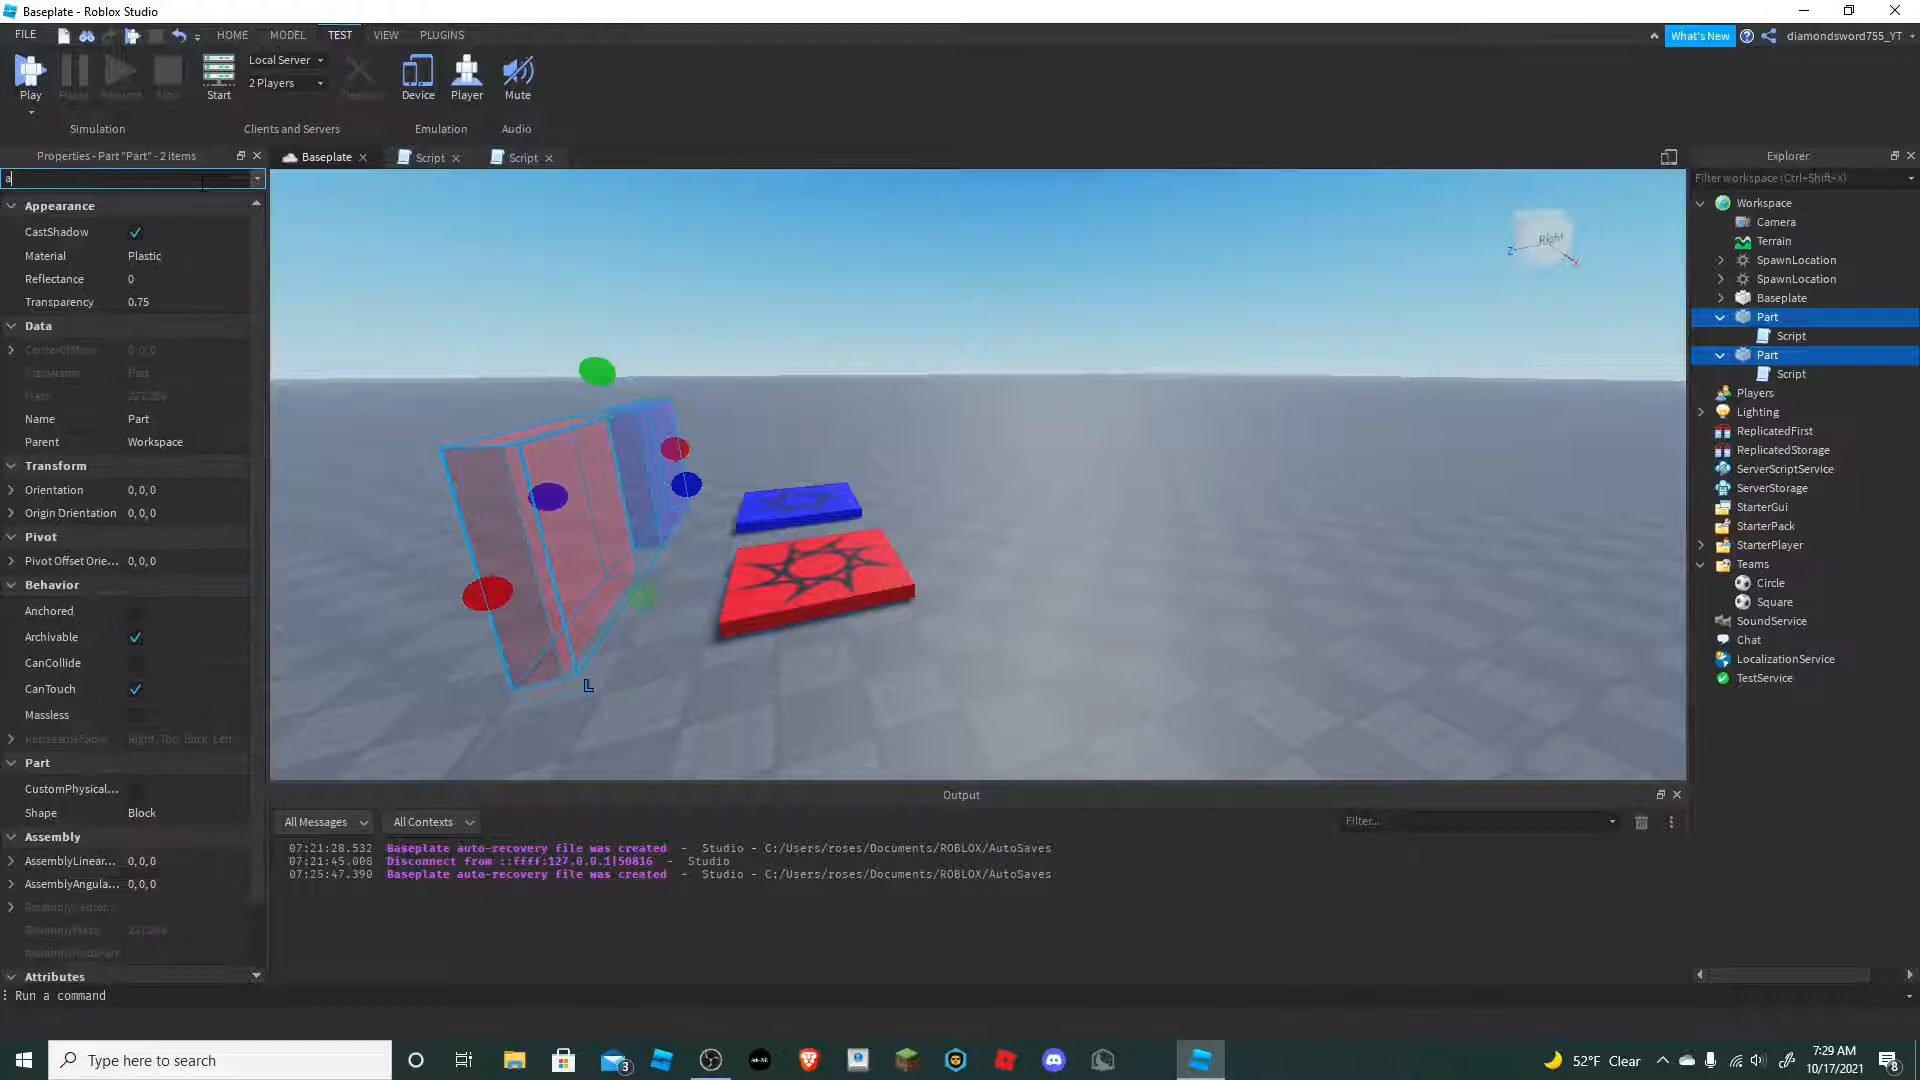 Baseplate - Roblox Studio
FILE HOME MODEL TEST VIEW PLUGINS What's New diamondsword755_YT
Play Start Local Server 2 Players Device Player Mute
Simulation Clients and Servers Emulation Audio
Properties - Part "Part" - 2 items
a
Appearance
CastShadow
Material Plastic
Reflectance 0
Transparency 0.75
Data
Name Part
Parent Workspace
Transform
Orientation 0, 0, 0
Origin Orientation 0, 0, 0
Pivot
Pivot Offset Orie... 0, 0, 0
Behavior
Anchored
Archivable
CanCollide
CanTouch
Massless
Part
CustomPhysical...
Shape Block
Assembly
AssemblyLinear... 0, 0, 0
AssemblyAngula... 0, 0, 0
Attributes
Run a command
Baseplate Script Script
Right
Z
L
Output
All Messages All Contexts Filter...
07:21:28.532 Baseplate auto-recovery file was created - Studio - C:/Users/roses/Documents/ROBLOX/AutoSaves
07:21:45.008 Disconnect from ::ffff:127.0.0.1|50816 - Studio
07:25:47.390 Baseplate auto-recovery file was created - Studio - C:/Users/roses/Documents/ROBLOX/AutoSaves
Explorer
Filter workspace (Ctrl+Shift+X)
Workspace
Camera
Terrain
SpawnLocation
SpawnLocation
Baseplate
Part
Script
Part
Script
Players
Lighting
ReplicatedFirst
ReplicatedStorage
ServerScriptService
ServerStorage
StarterGui
StarterPack
StarterPlayer
Teams
Circle
Square
SoundService
Chat
LocalizationService
TestService
Type here to search
3
52°F Clear
7:29 AM
10/17/2021
8